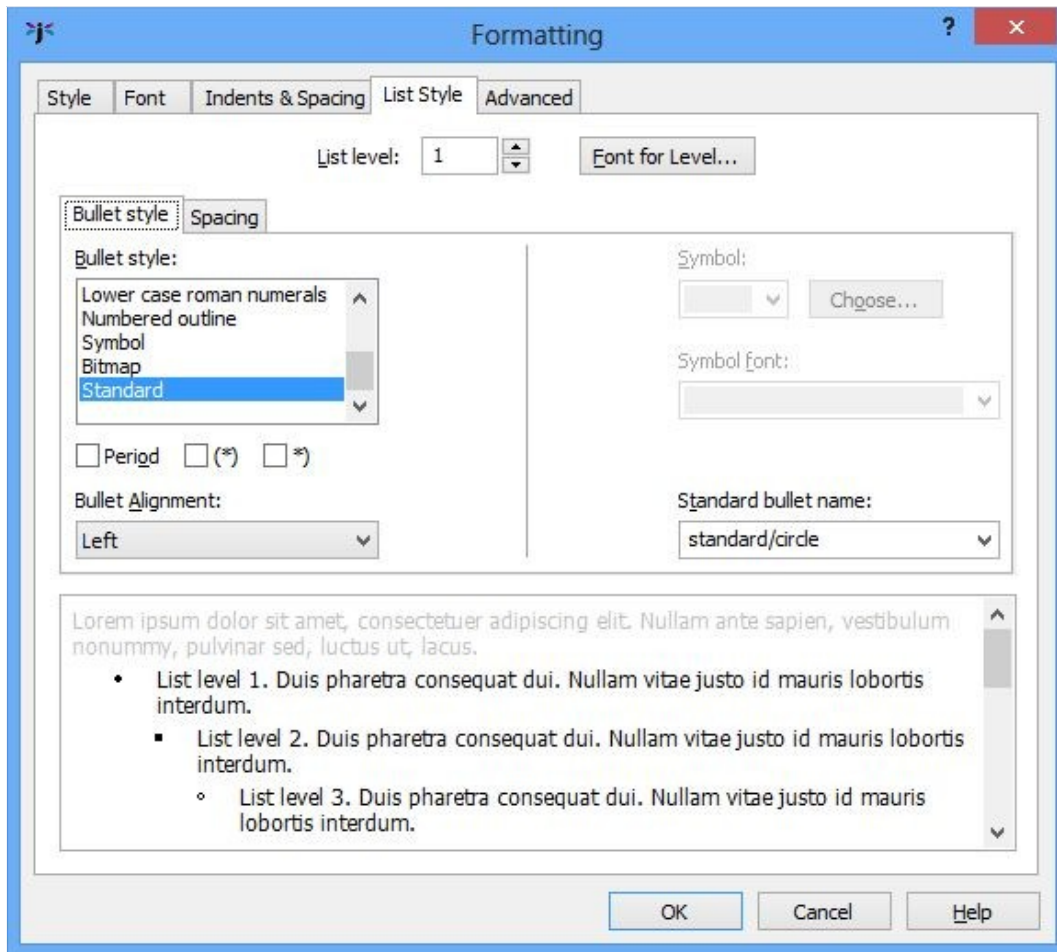 Formatting
?
Style Font Indents & Spacing List Style Advanced
List level: 1 Font for Level...
Bullet style Spacing
Bullet style:
Lower case roman numerals
Numbered outline
Symbol
Bitmap
Standard
Period (*) *)
Bullet Alignment:
Left
Symbol:
Choose...
Symbol font:
Standard bullet name:
standard/circle
Lorem ipsum dolor sit amet, consectetuer adipiscing elit. Nullam ante sapien, vestibulum
nonummy, pulvinar sed, luctus ut, lacus.
• List level 1. Duis pharetra consequat dui. Nullam vitae justo id mauris lobortis
interdum.
▪ List level 2. Duis pharetra consequat dui. Nullam vitae justo id mauris lobortis
interdum.
◦ List level 3. Duis pharetra consequat dui. Nullam vitae justo id mauris
lobortis interdum.
OK Cancel Help